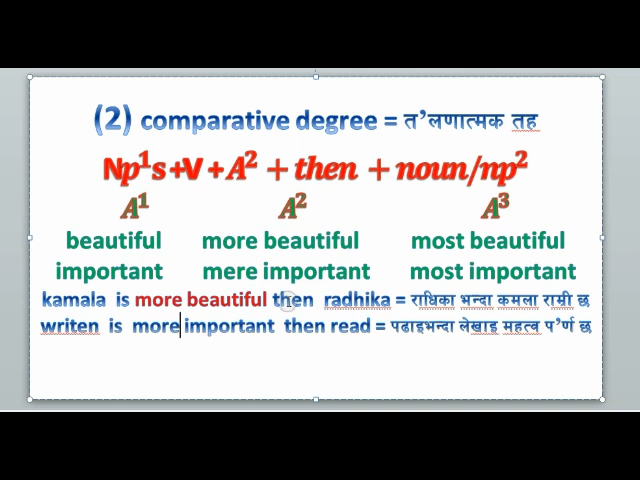 (2) comparative degree = त’लणात्मक तह
Np¹s+V + A² + then + noun/np²
A¹ A² A³
beautiful more beautiful most beautiful
important mere important most important
kamala is more beautiful then radhika = राधिका भन्दा कमला राम्री छ
writen is more important then read = पढाइभन्दा लेखाइ महत्व प’र्ण छ